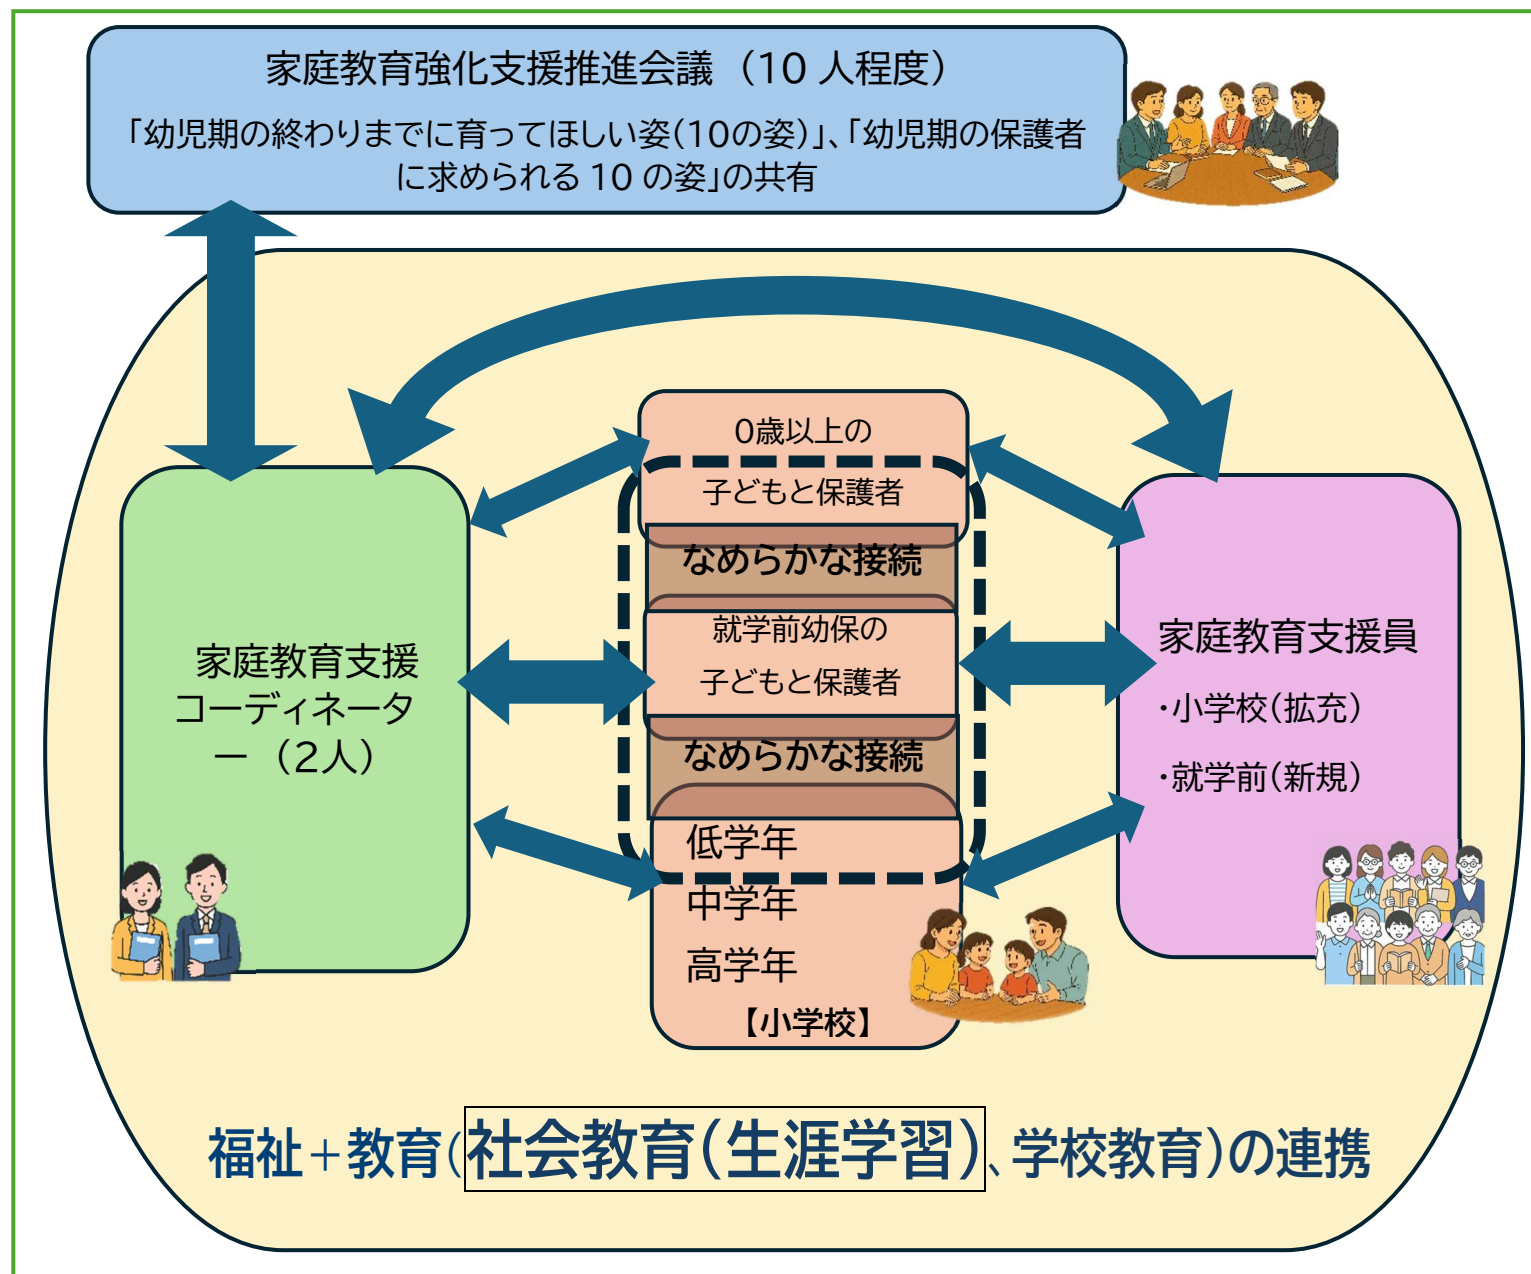 家庭教育強化支援推進会議 (10 人程度)
「幼児期の終わりまでに育ってほしい姿(10の姿)」、「幼児期の保護者
に求められる 10 の姿」の共有
0歳以上の
子どもと保護者
なめらかな接続
就学前幼保の
子どもと保護者
なめらかな接続
低学年
中学年
高学年
【小学校】
家庭教育支援
コーディネータ
ー (2人)
家庭教育支援員
・小学校(拡充)
・就学前(新規)
福祉+教育(社会教育(生涯学習)、学校教育)の連携